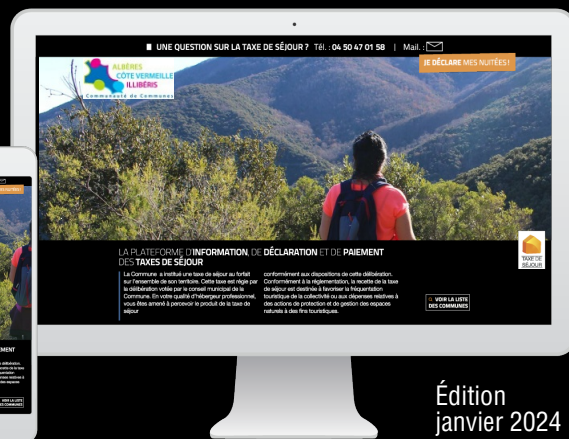 UNE QUESTION SUR LA TAXE DE SÉJOUR ? Tél. : 04 50 47 01 58 | Mail. :
JE DÉCLARE MES NUITÉES !
ALBÈRES
CÔTE VERMEILLE
ILLIBÉRIS
Communauté de Communes
LA PLATEFORME D'INFORMATION, DE DÉCLARATION ET DE PAIEMENT
DES TAXES DE SÉJOUR
La Commune a institué une taxe de séjour au forfait
sur l'ensemble de son territoire. Cette taxe est régie par
la délibération votée par le conseil municipal de la
Commune. En votre qualité d'hébergeur professionnel,
vous êtes amené à percevoir le produit de la taxe de
séjour
conformément aux dispositions de cette délibération.
Conformément à la réglementation, la recette de la taxe
de séjour est destinée à favoriser la fréquentation
touristique de la collectivité ou aux dépenses relatives à
des actions de protection et de gestion des espaces
naturels à des fins touristiques.
TAXE DE
SÉJOUR
VOIR LA LISTE
DES COMMUNES
VOIR LA LISTE
DES COMMUNES
Édition
janvier 2024